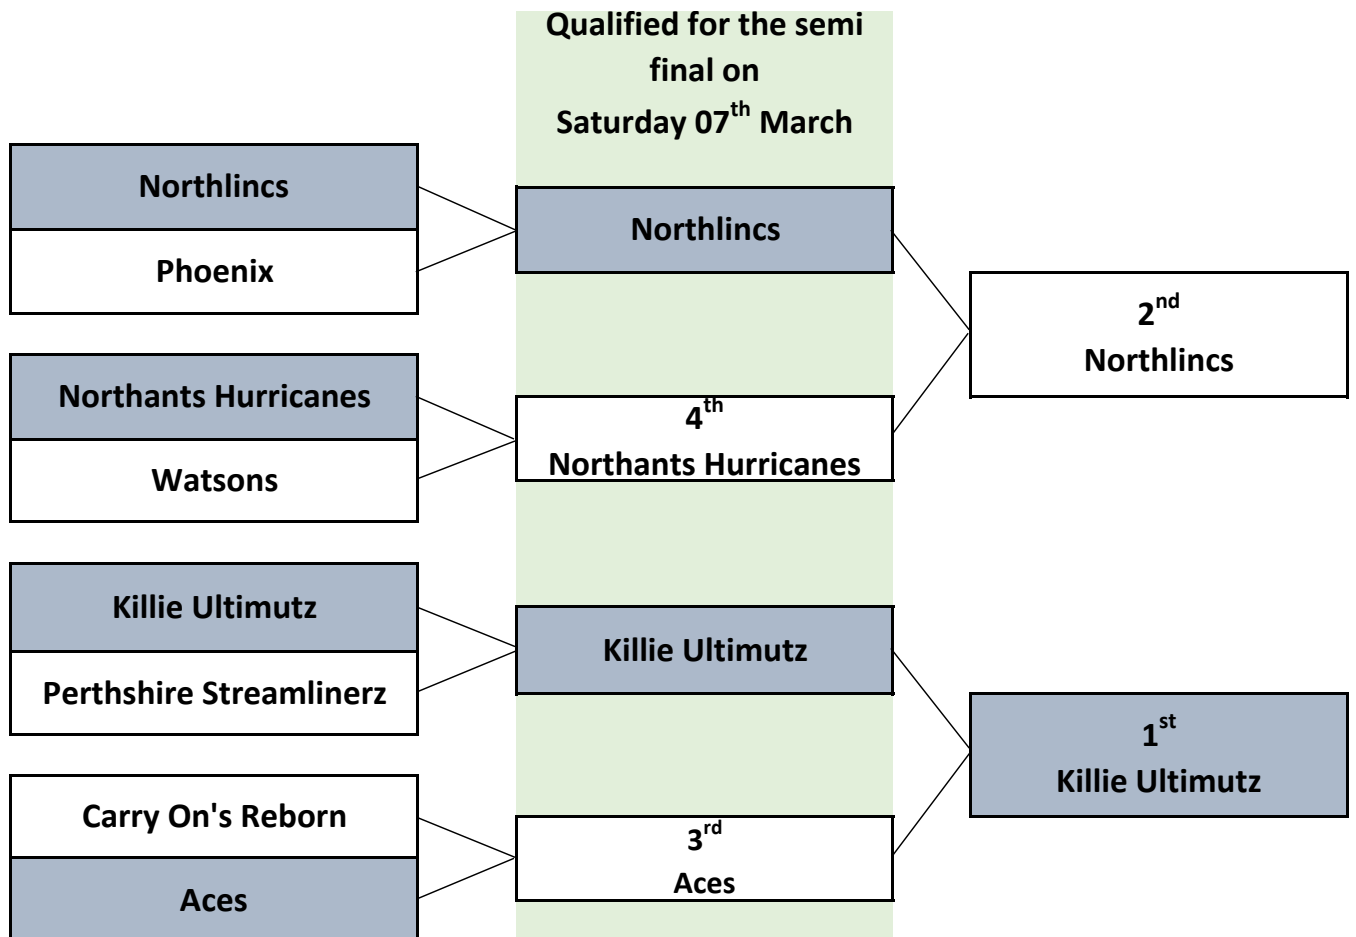 Qualified for the semi
final on
Saturday 07th March
Northlincs
Phoenix
Northants Hurricanes
Watsons
Killie Ultimutz
Perthshire Streamlinerz
Carry On's Reborn
Aces
Northlincs
4th
Northants Hurricanes
Killie Ultimutz
3rd
Aces
2nd
Northlincs
1st
Killie Ultimutz